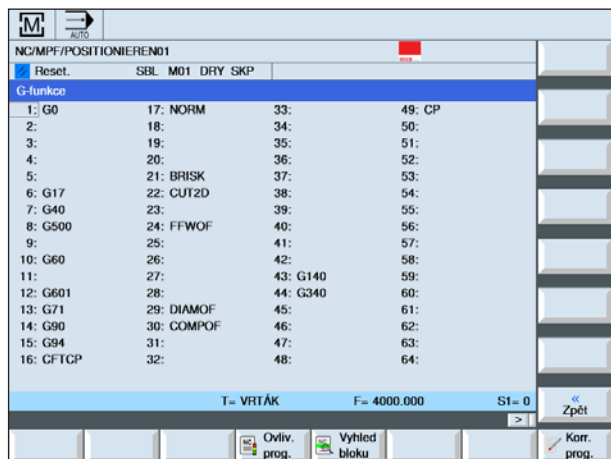 M AUTO
NC/MPF/POSITIONIEREN01
Reset. SBL M01 DRY SKP
G-funkce
1: G0 17: NORM 33: 49: CP
2: 18: 34: 50:
3: 19: 35: 51:
4: 20: 36: 52:
5: 21: BRISK 37: 53:
6: G17 22: CUT2D 38: 54:
7: G40 23: 39: 55:
8: G500 24: FFWOF 40: 56:
9: 25: 41: 57:
10: G60 26: 42: 58:
11: 27: 43: G140 59:
12: G601 28: 44: G340 60:
13: G71 29: DIAMOF 45: 61:
14: G90 30: COMPOF 46: 62:
15: G94 31: 47: 63:
16: CFTCP 32: 48: 64:
T= VRTÁK F= 4000.000 S1= 0
« Zpět
>
Ovliv. prog.
Vyhled bloku
Korr. prog.